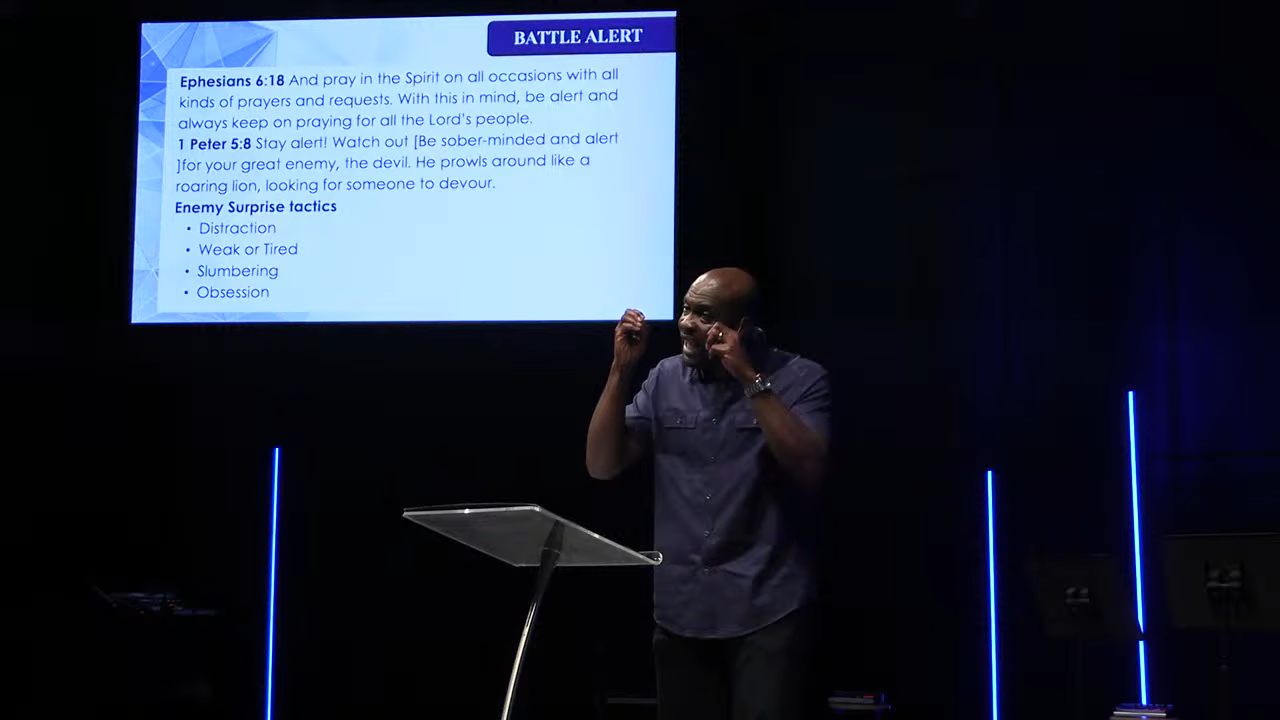 BATTLE ALERT
Ephesians 6:18 And pray in the Spirit on all occasions with all
kinds of prayers and requests. With this in mind, be alert and
always keep on praying for all the Lord's people.
1 Peter 5:8 Stay alert! Watch out [Be sober-minded and alert
]for your great enemy, the devil. He prowls around like a
roaring lion, looking for someone to devour.
Enemy Surprise tactics
• Distraction
• Weak or Tired
• Slumbering
• Obsession